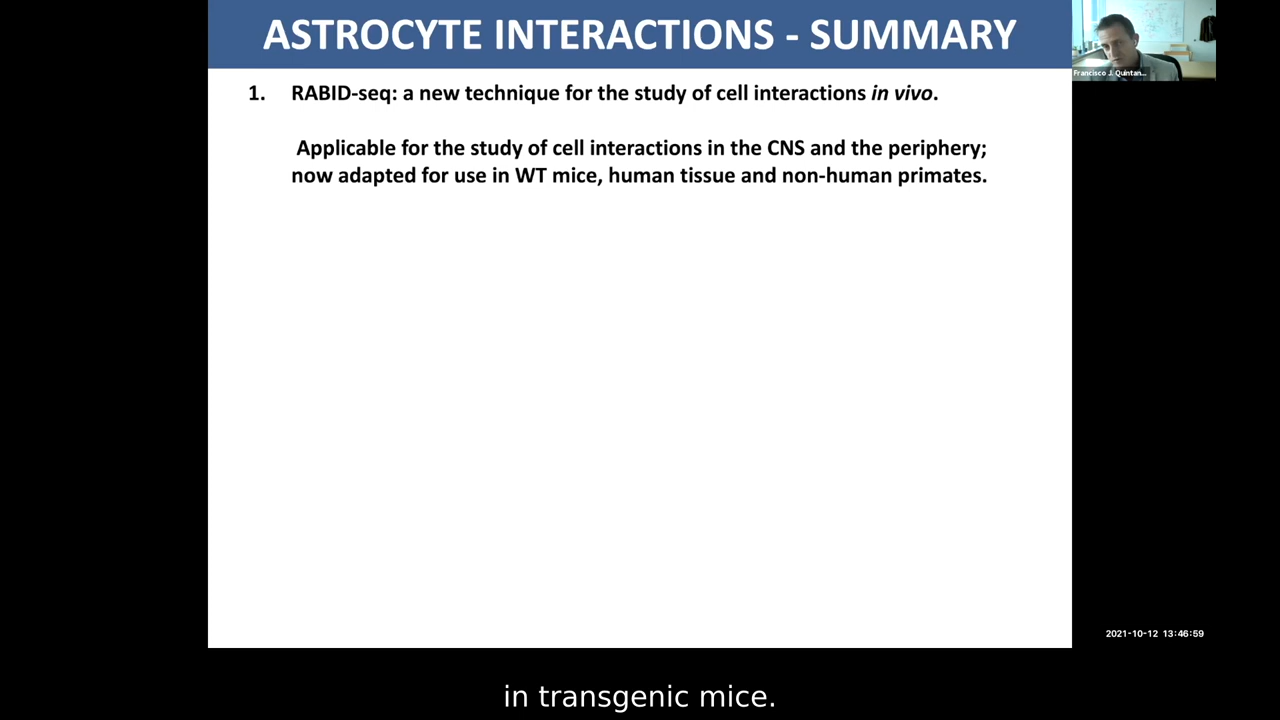 ASTROCYTE INTERACTIONS - SUMMARY
Francisco J. Quintan...
1. RABID-seq: a new technique for the study of cell interactions in vivo.
Applicable for the study of cell interactions in the CNS and the periphery;
now adapted for use in WT mice, human tissue and non-human primates.
2021-10-12 13:46:59
in transgenic mice.